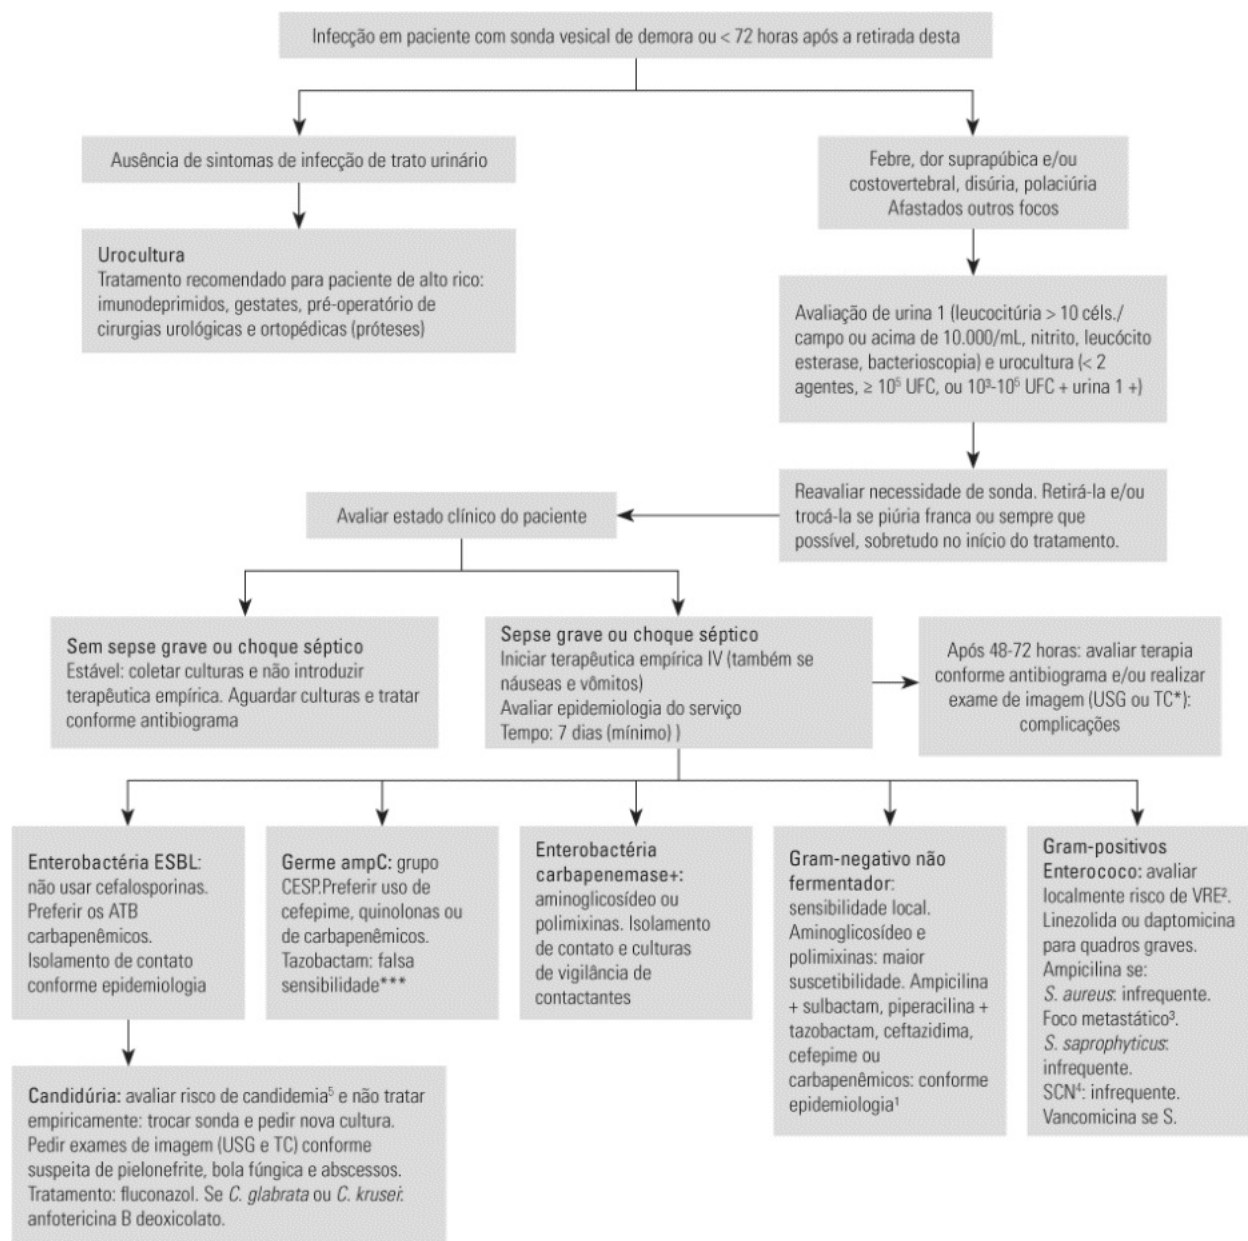 Infecção em paciente com sonda vesical de demora ou < 72 horas após a retirada desta
Ausência de sintomas de infecção de trato urinário
Febre, dor suprapúbica e/ou
costovertebral, disúria, polaciúria
Afastados outros focos
Urocultura
Tratamento recomendado para paciente de alto rico:
imunodeprimidos, gestates, pré-operatório de
cirurgias urológicas e ortopédicas (próteses)
Avaliação de urina 1 (leucocitúria > 10 céls./
campo ou acima de 10.000/mL, nitrito, leucócito
esterase, bacterioscopia) e urocultura (< 2
agentes, ≥ 10⁵ UFC, ou 10³-10⁵ UFC + urina 1 +)
Reavaliar necessidade de sonda. Retirá-la e/ou
trocá-la se piúria franca ou sempre que
possível, sobretudo no início do tratamento.
Avaliar estado clínico do paciente
Sem sepse grave ou choque séptico
Estável: coletar culturas e não introduzir
terapêutica empírica. Aguardar culturas e tratar
conforme antibiograma
Sepse grave ou choque séptico
Iniciar terapêutica empírica IV (também se
náuseas e vômitos)
Avaliar epidemiologia do serviço
Tempo: 7 dias (mínimo) )
Após 48-72 horas: avaliar terapia
conforme antibiograma e/ou realizar
exame de imagem (USG ou TC*):
complicações
Enterobactéria ESBL:
não usar cefalosporinas.
Preferir os ATB
carbapenêmicos.
Isolamento de contato
conforme epidemiologia
Germe ampC: grupo
CESP.Preferir uso de
cefepime, quinolonas ou
de carbapenêmicos.
Tazobactam: falsa
sensibilidade***
Enterobactéria
carbapenemase+:
aminoglicosídeo ou
polimixinas. Isolamento
de contato e culturas
de vigilância de
contactantes
Gram-negativo não
fermentador:
sensibilidade local.
Aminoglicosídeo e
polimixinas: maior
suscetibilidade. Ampicilina
+ sulbactam, piperacilina +
tazobactam, ceftazidima,
cefepime ou
carbapenêmicos: conforme
epidemiologia¹
Gram-positivos
Enterococo: avaliar
localmente risco de VRE².
Linezolida ou daptomicina
para quadros graves.
Ampicilina se:
S. aureus: infrequente.
Foco metastático³.
S. saprophyticus:
infrequente.
SCN⁴: infrequente.
Vancomicina se S.
Candidúria: avaliar risco de candidemia⁵ e não tratar
empiricamente: trocar sonda e pedir nova cultura.
Pedir exames de imagem (USG e TC) conforme
suspeita de pielonefrite, bola fúngica e abscessos.
Tratamento: fluconazol. Se C. glabrata ou C. krusei:
anfotericina B deoxicolato.